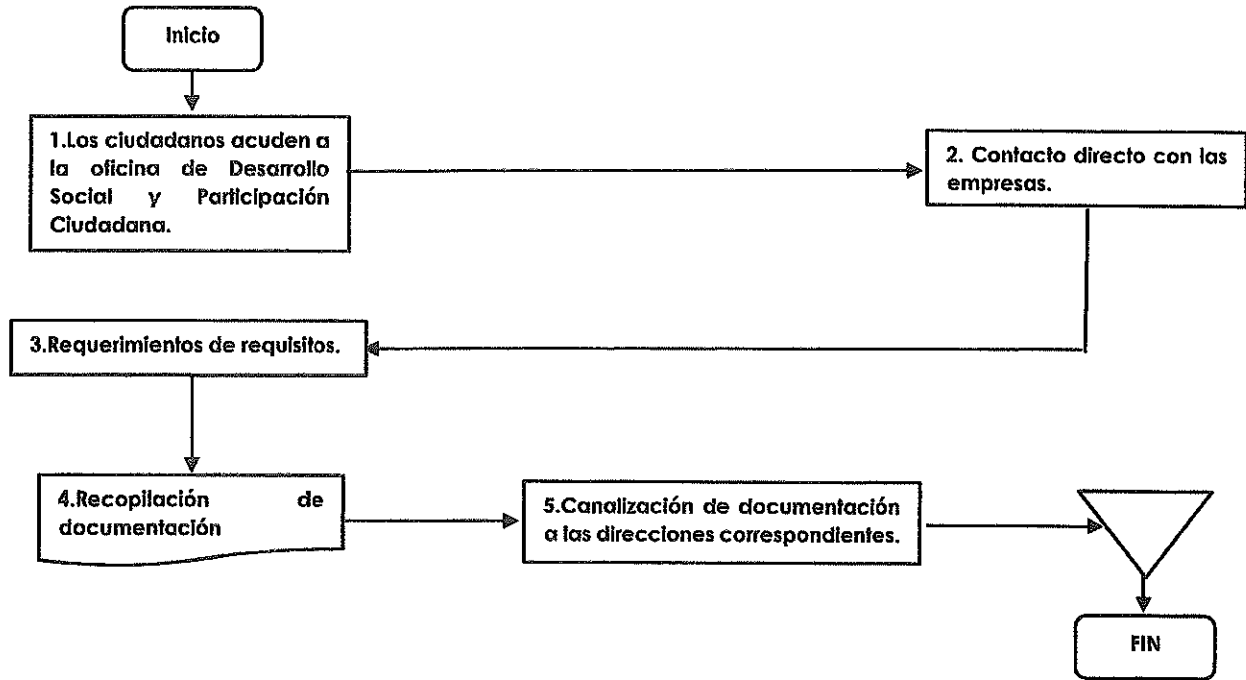 Inicio
1.Los ciudadanos acuden a
la oficina de Desarrollo
Social y Participación
Ciudadana.
2. Contacto directo con las
empresas.
3.Requerimientos de requisitos.
4.Recopilación de
documentación
5.Canalización de documentación
a las direcciones correspondientes.
FIN